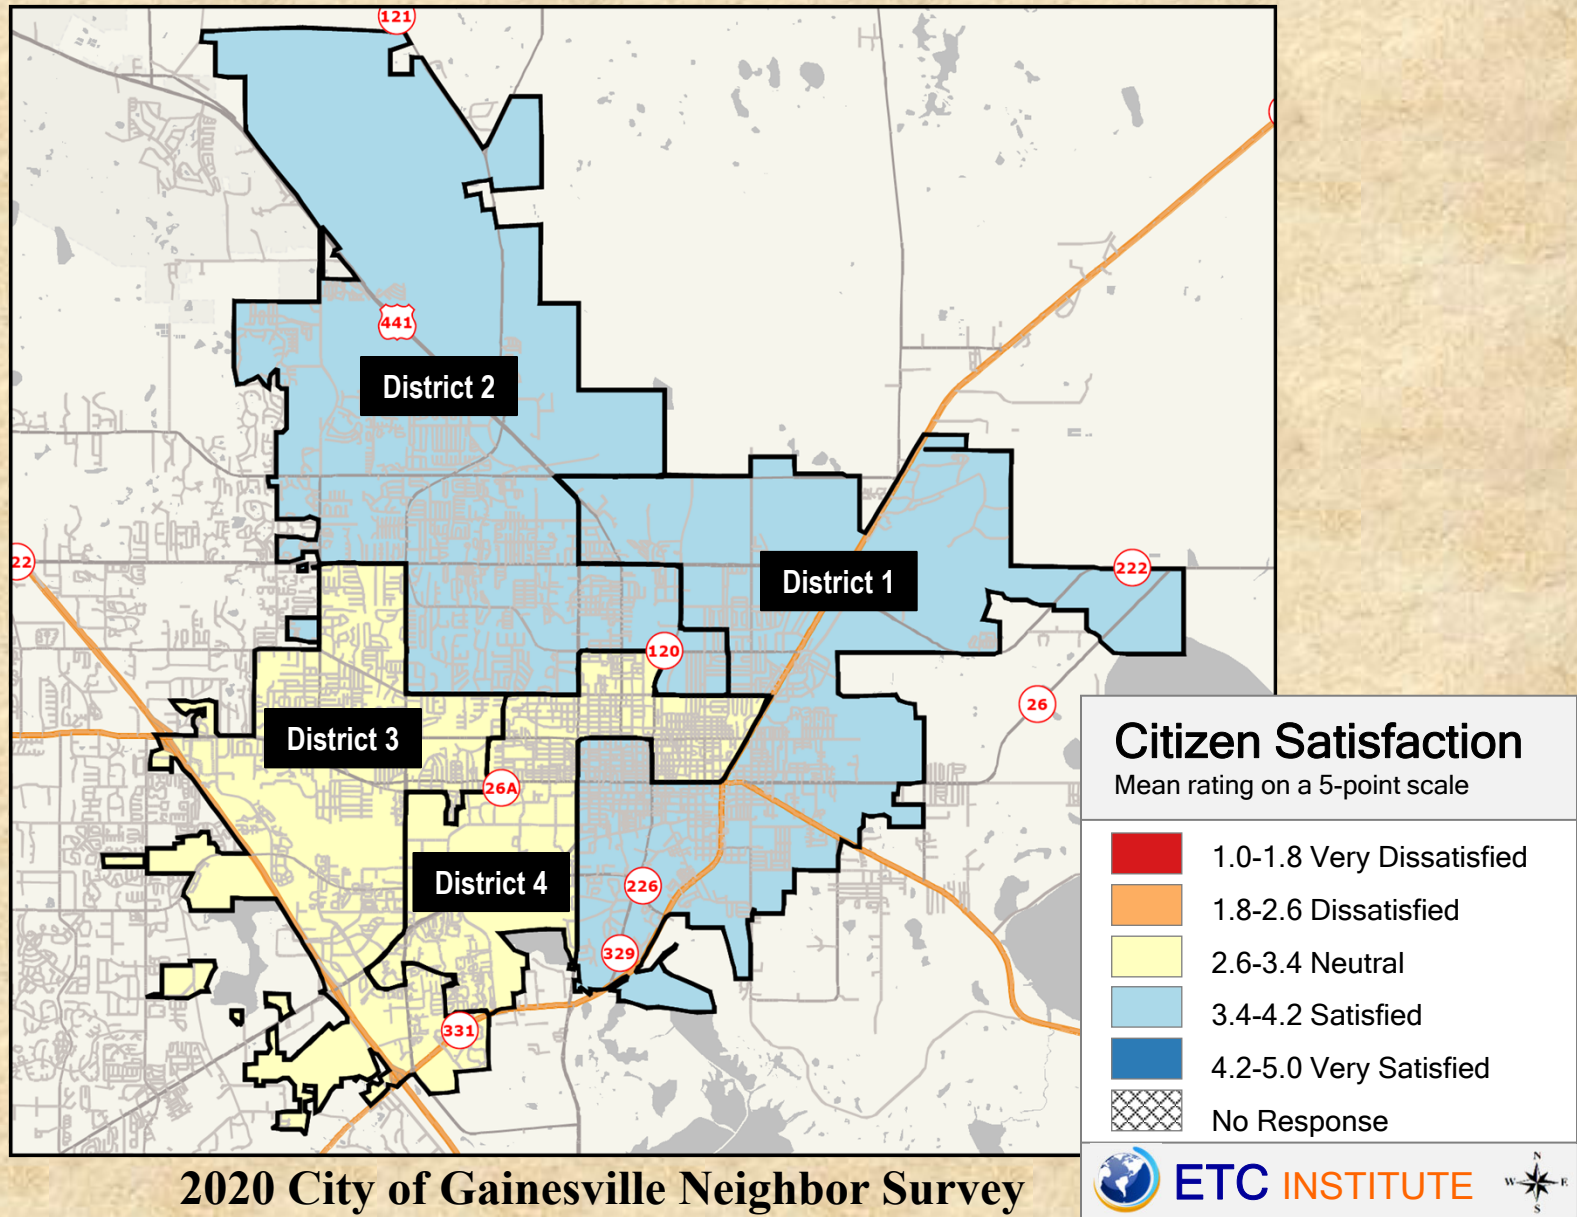 121
441
District 2
22
District 1
222
120
26
District 3
26A
District 4
226
329
331
Citizen Satisfaction
Mean rating on a 5-point scale
1.0-1.8 Very Dissatisfied
1.8-2.6 Dissatisfied
2.6-3.4 Neutral
3.4-4.2 Satisfied
4.2-5.0 Very Satisfied
No Response
2020 City of Gainesville Neighbor Survey
ETC INSTITUTE
N
W E
S